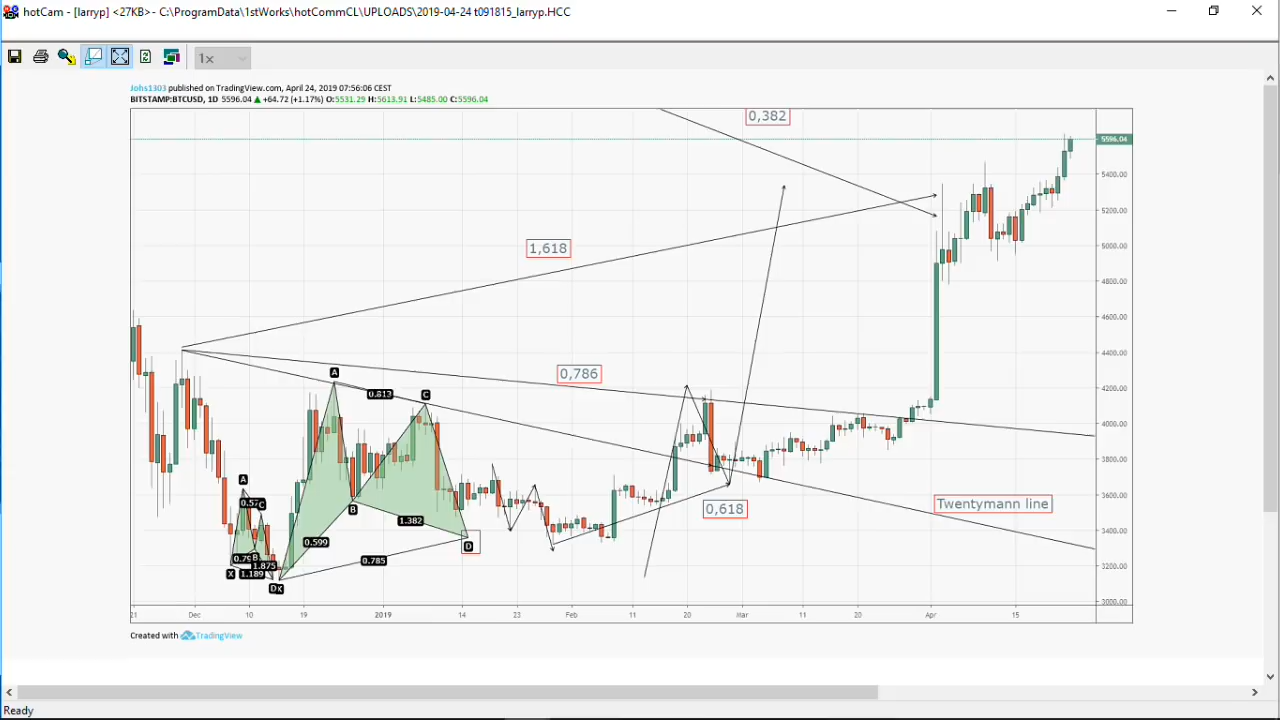 hotCam - [larryp] <27KB>- C:\ProgramData\1stWorks\hotCommCL\UPLOADS\2019-04-24 t091815_larryp.HCC
1x
Johs1303 published on TradingView.com, April 24, 2019 07:56:06 CEST
BITSTAMP:BTCUSD, 1D 5596.04 ▲ +64.72 (+1.17%) O:5531.29 H:5613.91 L:5485.00 C:5596.04
0,382
5596.04
5400.00
5200.00
1,618
5000.00
4800.00
4600.00
4400.00
A
0,786
0.813
C
4200.00
4000.00
3800.00
A
0.572
C
B
0,618
Twentymann line
3600.00
1.382
3400.00
0.599
D
B
0.785
1.875
3200.00
X
1.189
DX
3000.00
21
Dec
10
19
2019
14
23
Feb
11
20
Mar
11
20
Apr
15
Created with TradingView
Ready